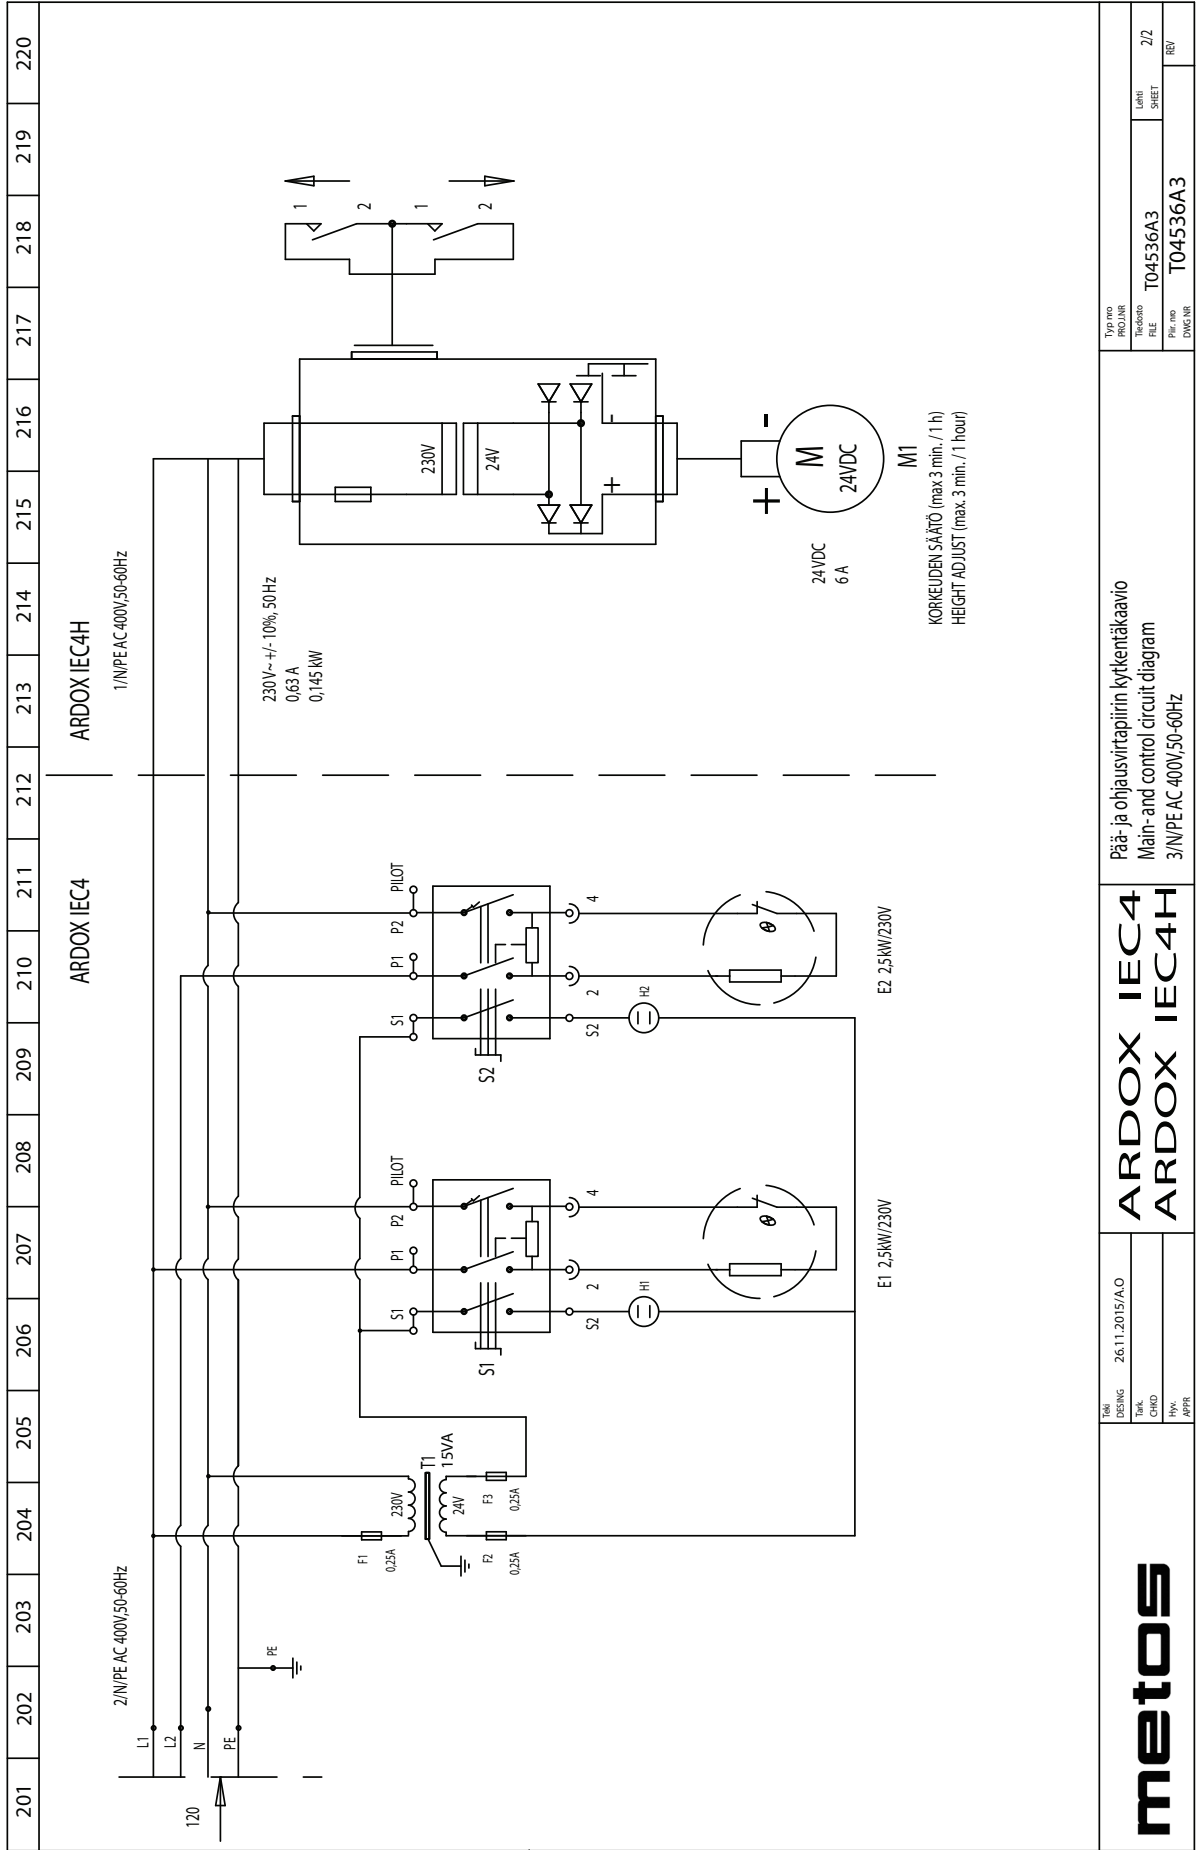 201 202 203 204 205 206 207 208 209 210 211 212 213 214 215 216 217 218 219 220
ARDOX IEC4
ARDOX IEC4H
2/N/PE AC 400V,50-60Hz
1/N/PE AC 400V,50-60Hz
L1
L2
N
PE
120
PE
F1
0,25A
230V
T1
15VA
24V
F2
0,25A
F3
0,25A
S1
P1
P2
PILOT
S1
S2
2
4
H1
E1 2,5kW/230V
S1
P1
P2
PILOT
S2
S2
2
4
H2
E2 2,5kW/230V
230 V~ +/- 10%, 50 Hz
0,63 A
0,145 kW
230V
24V
+
-
1
2
1
2
+
-
M
24VDC
M1
24 VDC
6 A
KORKEUDEN SÄÄTÖ (max 3 min. / 1 h)
HEIGHT ADJUST (max. 3 min. / 1 hour)
metos
Teki
DESING
26.11.2015/A.O
Tark.
CHKD
Hyv.
APPR
ARDOX IEC4
ARDOX IEC4H
Pää- ja ohjausvirtapiirin kytkentäkaavio
Main- and control circuit diagram
3/N/PE AC 400V,50-60Hz
Typ nro
PROJ.NR
Tiedosto
FILE
T04536A3
Lehti
SHEET
2/2
Piir. nro
DWG NR
T04536A3
REV